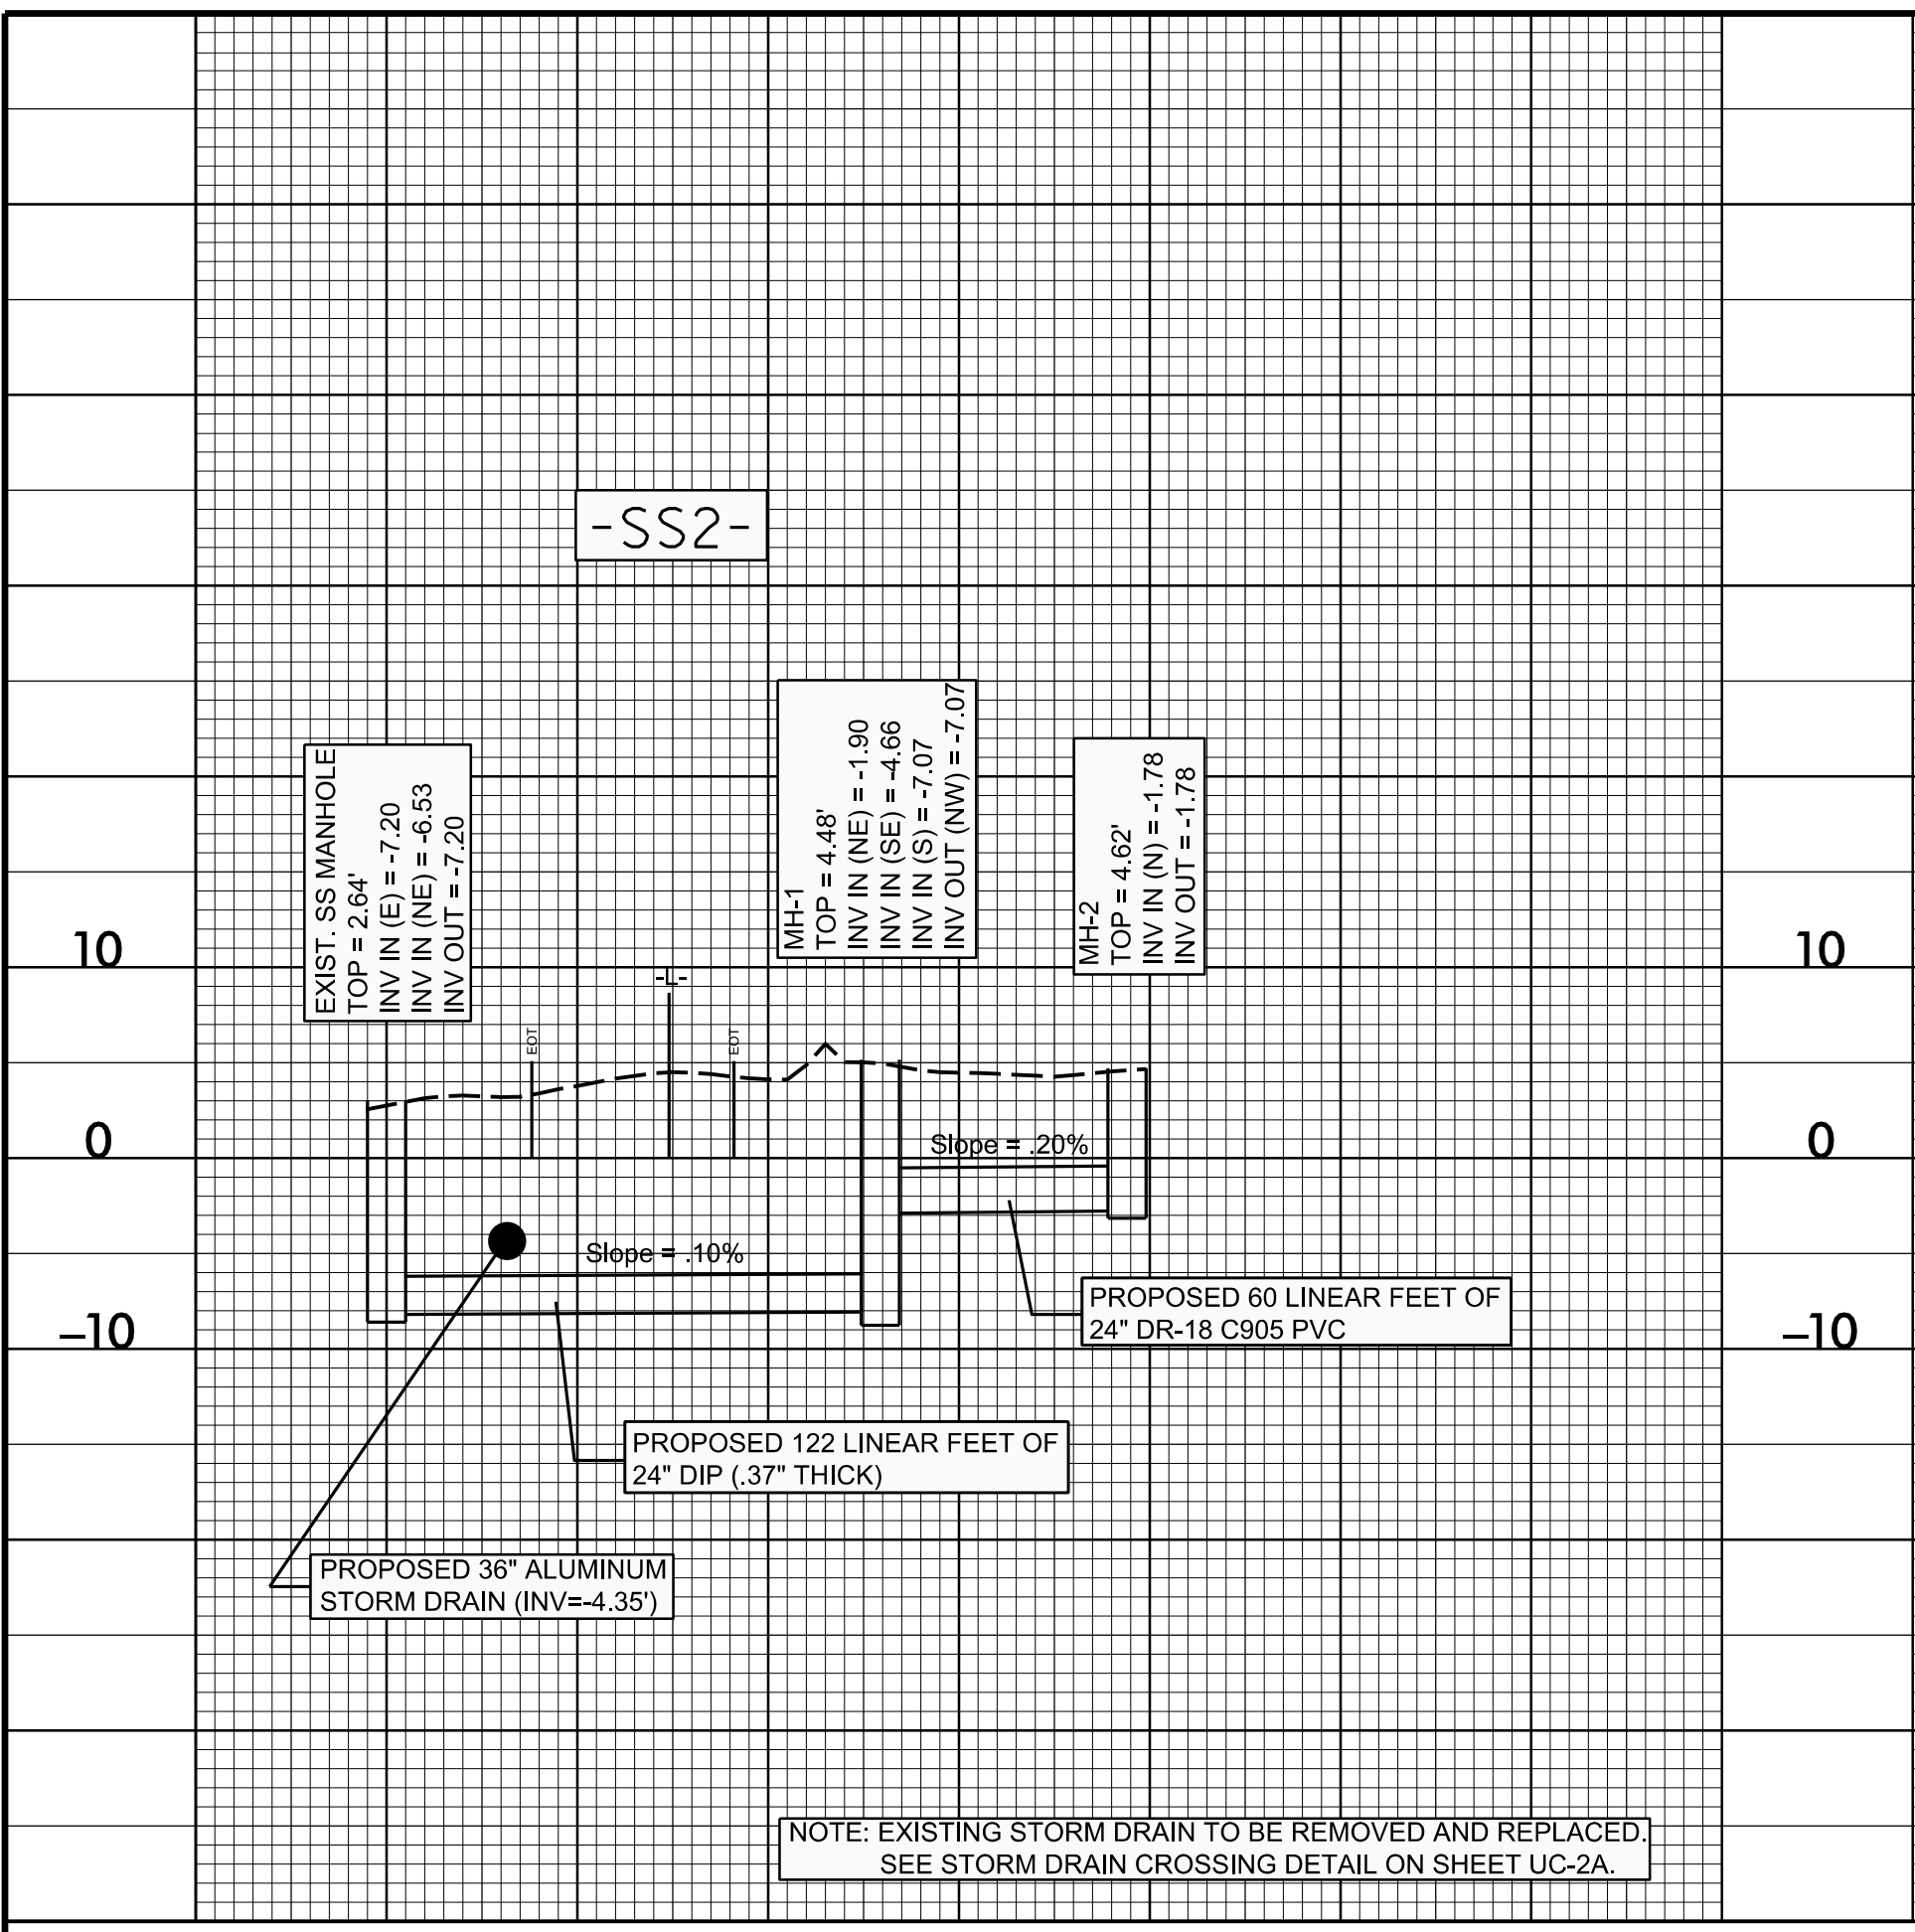 -SS2-
EXIST. SS MANHOLE
TOP = 2.64'
INV IN (E) = -7.20
INV IN (NE) = -6.53
INV OUT = -7.20
MH-1
TOP = 4.48'
INV IN (NE) = -1.90
INV IN (SE) = -4.66
INV IN (S) = -7.07
INV OUT (NW) = -7.07
MH-2
TOP = 4.62'
INV IN (N) = -1.78
INV OUT = -1.78
10
10
-L-
EOT
EOT
0
Slope = .20%
0
Slope = .10%
-10
PROPOSED 60 LINEAR FEET OF
24" DR-18 C905 PVC
-10
PROPOSED 122 LINEAR FEET OF
24" DIP (.37" THICK)
PROPOSED 36" ALUMINUM
STORM DRAIN (INV=-4.35')
NOTE: EXISTING STORM DRAIN TO BE REMOVED AND REPLACED.
SEE STORM DRAIN CROSSING DETAIL ON SHEET UC-2A.